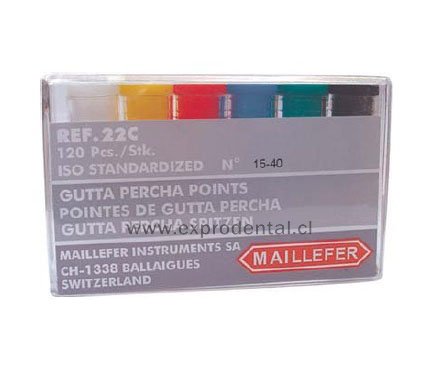 REF. 22C
120 Pcs./Stk.
ISO STANDARDIZED N° 15-40
GUTTA PERCHA POINTS
POINTES DE GUTTA PERCHA
GUTTA PERCHA SPITZEN
www.exprodental.cl
MAILLEFER INSTRUMENTS SA
CH-1338 BALLAIGUES
SWITZERLAND
MAILLEFER